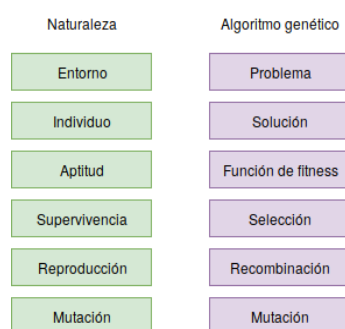 Naturaleza Algoritmo genético
Entorno Problema
Individuo Solución
Aptitud Función de fitness
Supervivencia Selección
Reproducción Recombinación
Mutación Mutación